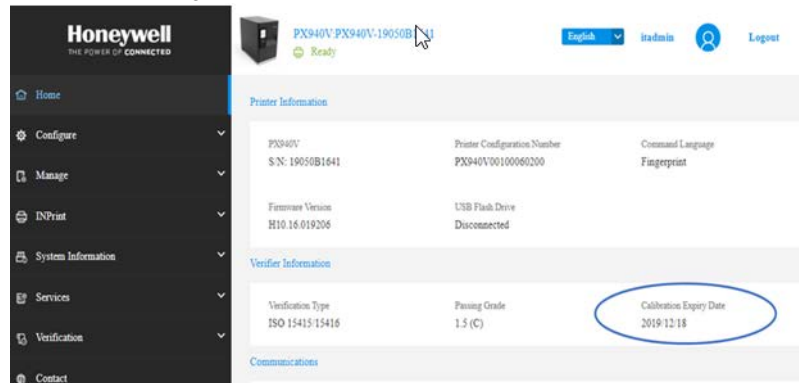 Honeywell
THE POWER OF CONNECTED
PX940V:PX940V-19050B1641
Ready
English
itadmin
Logout
Home
Configure
Manage
INPrint
System Information
Services
Verification
Contact
Printer Information
PX940V
S/N: 19050B1641
Printer Configuration Number
PX940V00100060200
Command Language
Fingerprint
Firmware Version
H10.16.019206
USB Flash Drive
Disconnected
Verifier Information
Verification Type
ISO 15415/15416
Passing Grade
1.5 (C)
Calibration Expiry Date
2019/12/18
Communications